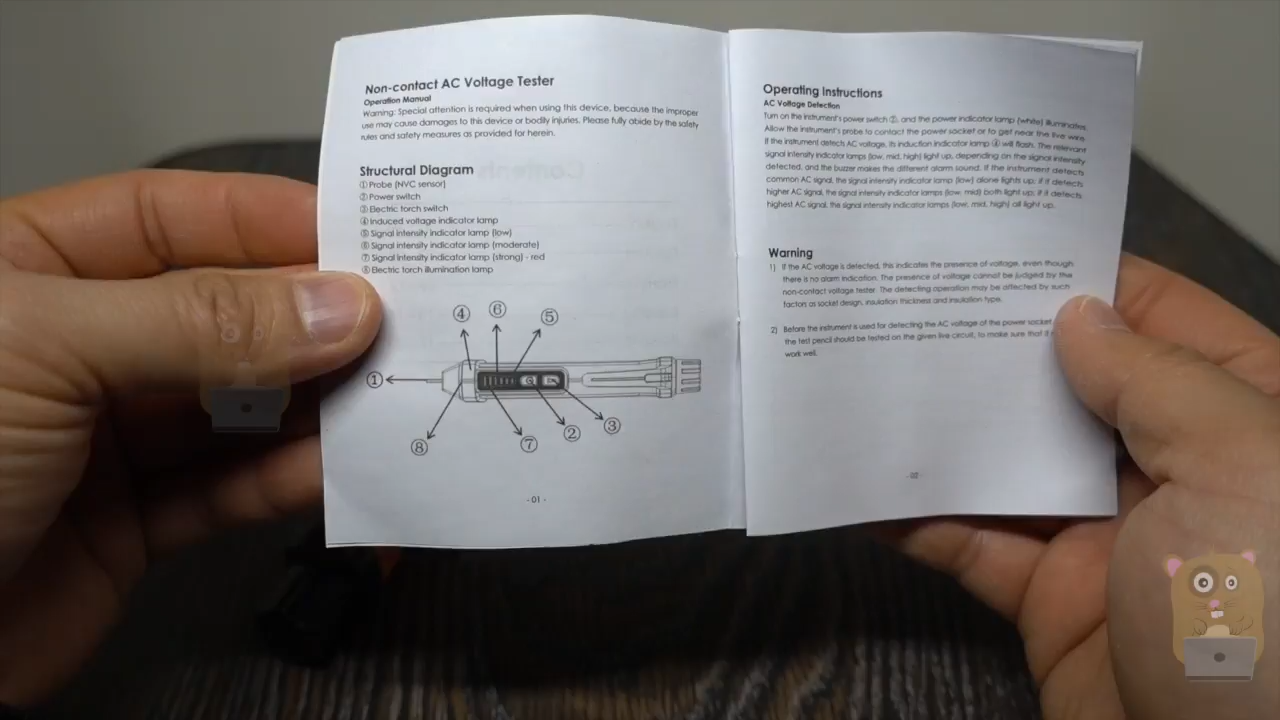 Non-contact AC Voltage Tester
Operation Manual
Warning: Special attention is required when using this device, because the improper
use may cause damages to this device or bodily injuries. Please fully abide by the safety
rules and safety measures as provided for herein.
Structural Diagram
① Probe (NVC sensor)
② Power switch
③ Electric torch switch
④ Induced voltage indicator lamp
⑤ Signal intensity indicator lamp (low)
⑥ Signal intensity indicator lamp (moderate)
⑦ Signal intensity indicator lamp (strong) - red
⑧ Electric torch illumination lamp
④ ⑥ ⑤
①
⑧ ⑦ ② ③
- 01 -
Operating Instructions
AC Voltage Detection
Turn on the instrument's power switch ②, and the power indicator lamp (white) illuminates.
Allow the instrument's probe to contact the power socket or to get near the live wire.
If the instrument detects AC voltage, its induction indicator lamp ④ will flash. The relevant
signal intensity indicator lamps (low, mid, high) light up, depending on the signal intensity
detected, and the buzzer makes the different alarm sound. If the instrument detects
common AC signal, the signal intensity indicator lamp (low) alone lights up; if it detects
higher AC signal, the signal intensity indicator lamps (low, mid) both light up; if it detects
highest AC signal, the signal intensity indicator lamps (low, mid, high) all light up.
Warning
1) If the AC voltage is detected, this indicates the presence of voltage, even though
there is no alarm indication. The presence of voltage cannot be judged by the
non-contact voltage tester. The detecting operation may be affected by such
factors as socket design, insulation thickness and insulation type.
2) Before the instrument is used for detecting the AC voltage of the power socket
the test pencil should be tested on the given live circuit, to make sure that it
work well.
- 02 -